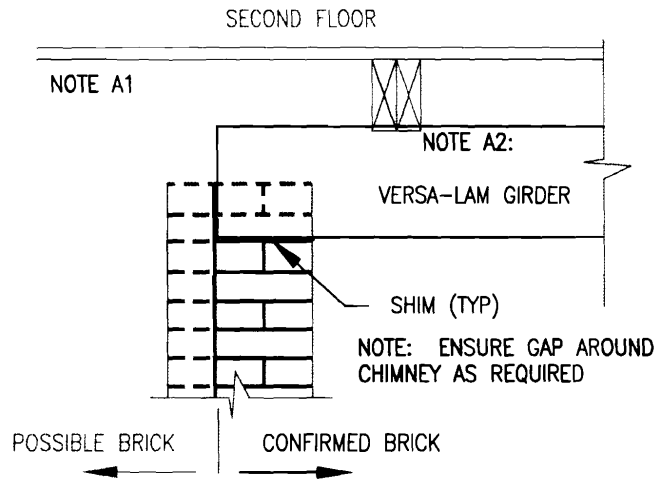 SECOND FLOOR
NOTE A1
NOTE A2:
VERSA-LAM GIRDER
SHIM (TYP)
NOTE: ENSURE GAP AROUND
CHIMNEY AS REQUIRED
POSSIBLE BRICK
CONFIRMED BRICK